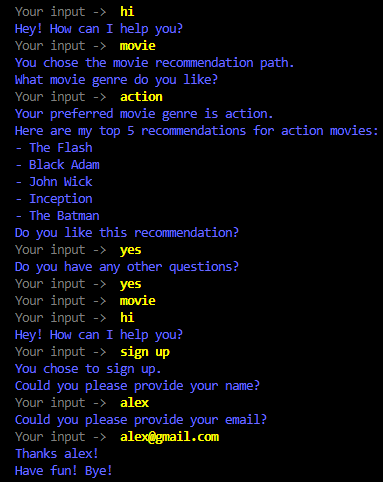 Your input -> hi
Hey! How can I help you?
Your input -> movie
You chose the movie recommendation path.
What movie genre do you like?
Your input -> action
Your preferred movie genre is action.
Here are my top 5 recommendations for action movies:
- The Flash
- Black Adam
- John Wick
- Inception
- The Batman
Do you like this recommendation?
Your input -> yes
Do you have any other questions?
Your input -> yes
Your input -> movie
Your input -> hi
Hey! How can I help you?
Your input -> sign up
You chose to sign up.
Could you please provide your name?
Your input -> alex
Could you please provide your email?
Your input -> alex@gmail.com
Thanks alex!
Have fun! Bye!